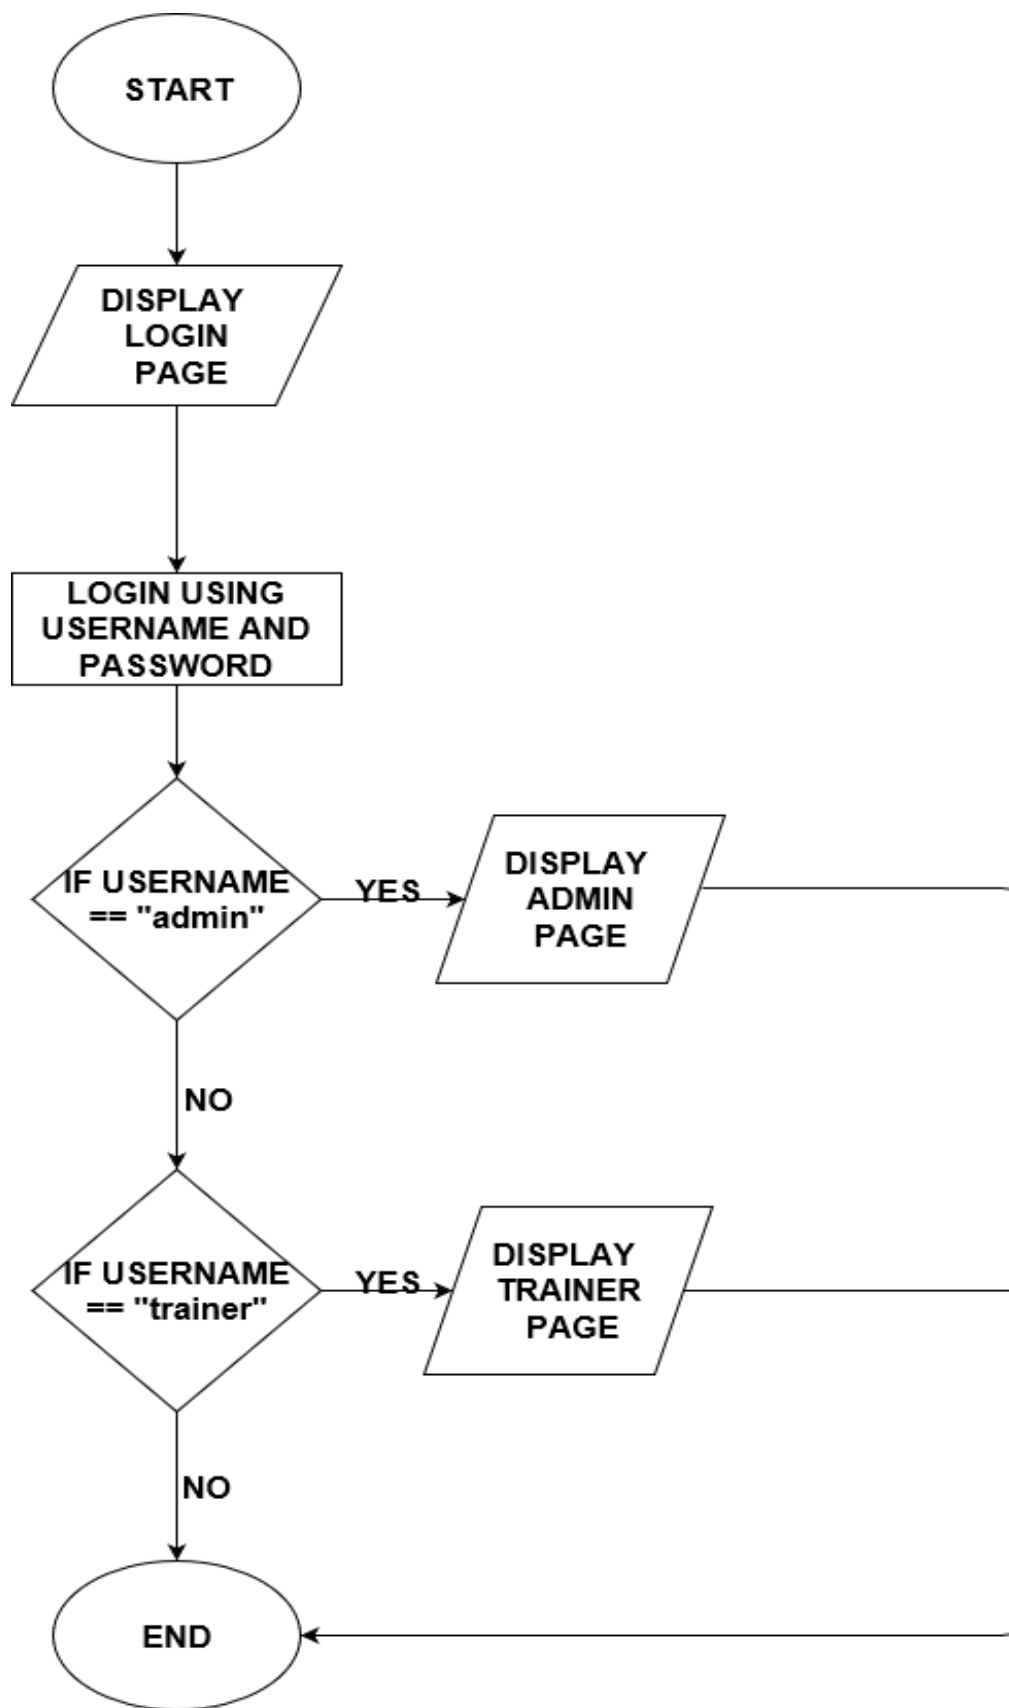 START
DISPLAY
LOGIN
PAGE
LOGIN USING
USERNAME AND
PASSWORD
IF USERNAME
== "admin"
YES
DISPLAY
ADMIN
PAGE
NO
IF USERNAME
== "trainer"
YES
DISPLAY
TRAINER
PAGE
NO
END